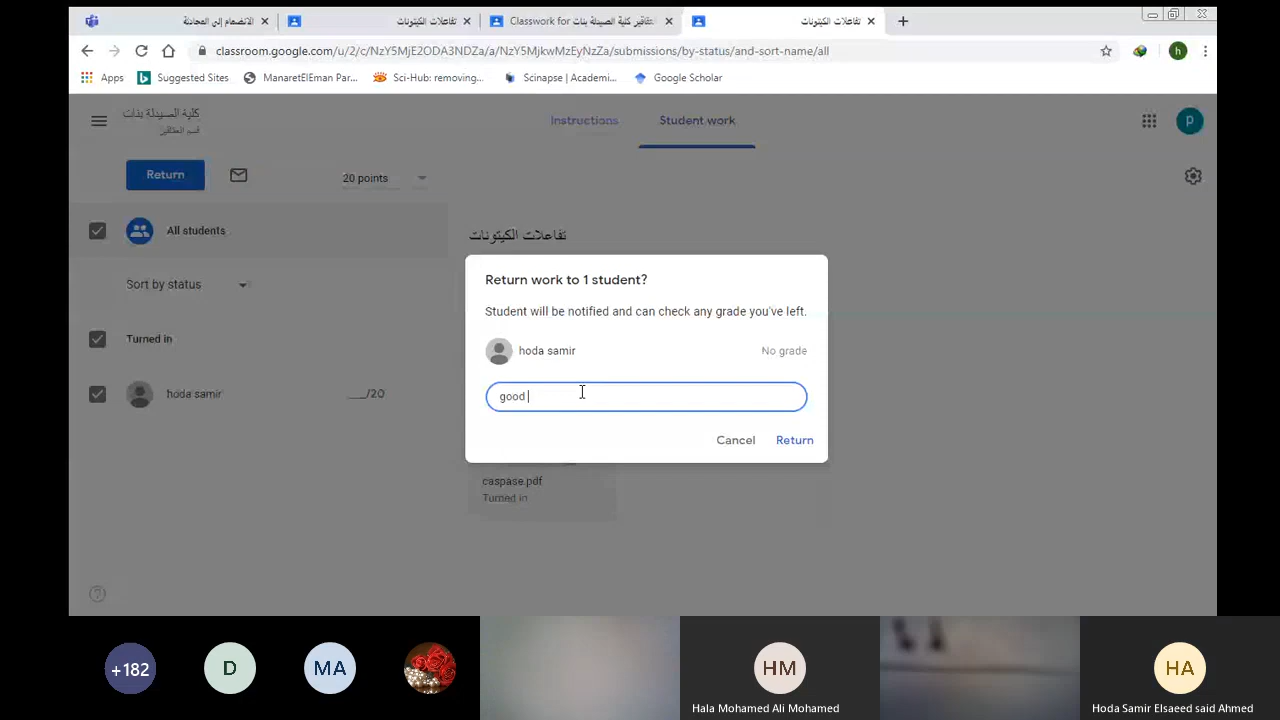 الانضمام إلى المحادثة
تفاعلات الكيتونات
Classwork for تقارير كلية الصيدلة بنات
تفاعلات الكيتونات
classroom.google.com/u/2/c/NzY5MjE2ODA3NDZa/a/NzY5MjkwMzEyNzZa/submissions/by-status/and-sort-name/all
h
Apps
Suggested Sites
ManaretElEman Par...
Sci-Hub: removing...
Scinapse | Academi...
Google Scholar
كلية الصيدلة بنات
قسم العقاقير
Instructions
Student work
p
Return
20 points
All students
تفاعلات الكيتونات
Sort by status
Turned in
hoda samir
___/20
Return work to 1 student?
Student will be notified and can check any grade you've left.
hoda samir
No grade
good
Cancel
Return
caspase.pdf
Turned in
+182
D
MA
HM
Hala Mohamed Ali Mohamed
HA
Hoda Samir Elsaeed said Ahmed